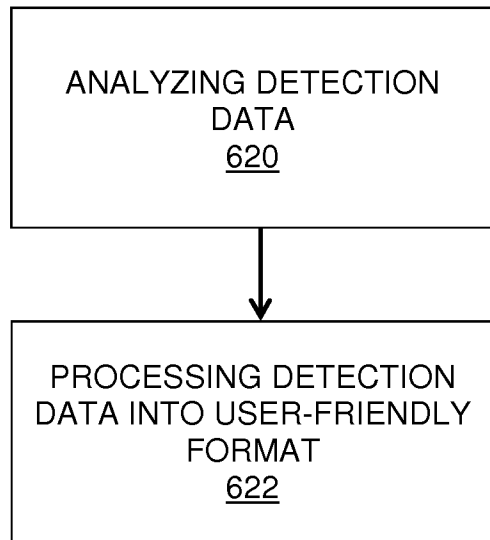 ANALYZING DETECTION
DATA
620
PROCESSING DETECTION
DATA INTO USER-FRIENDLY
FORMAT
622